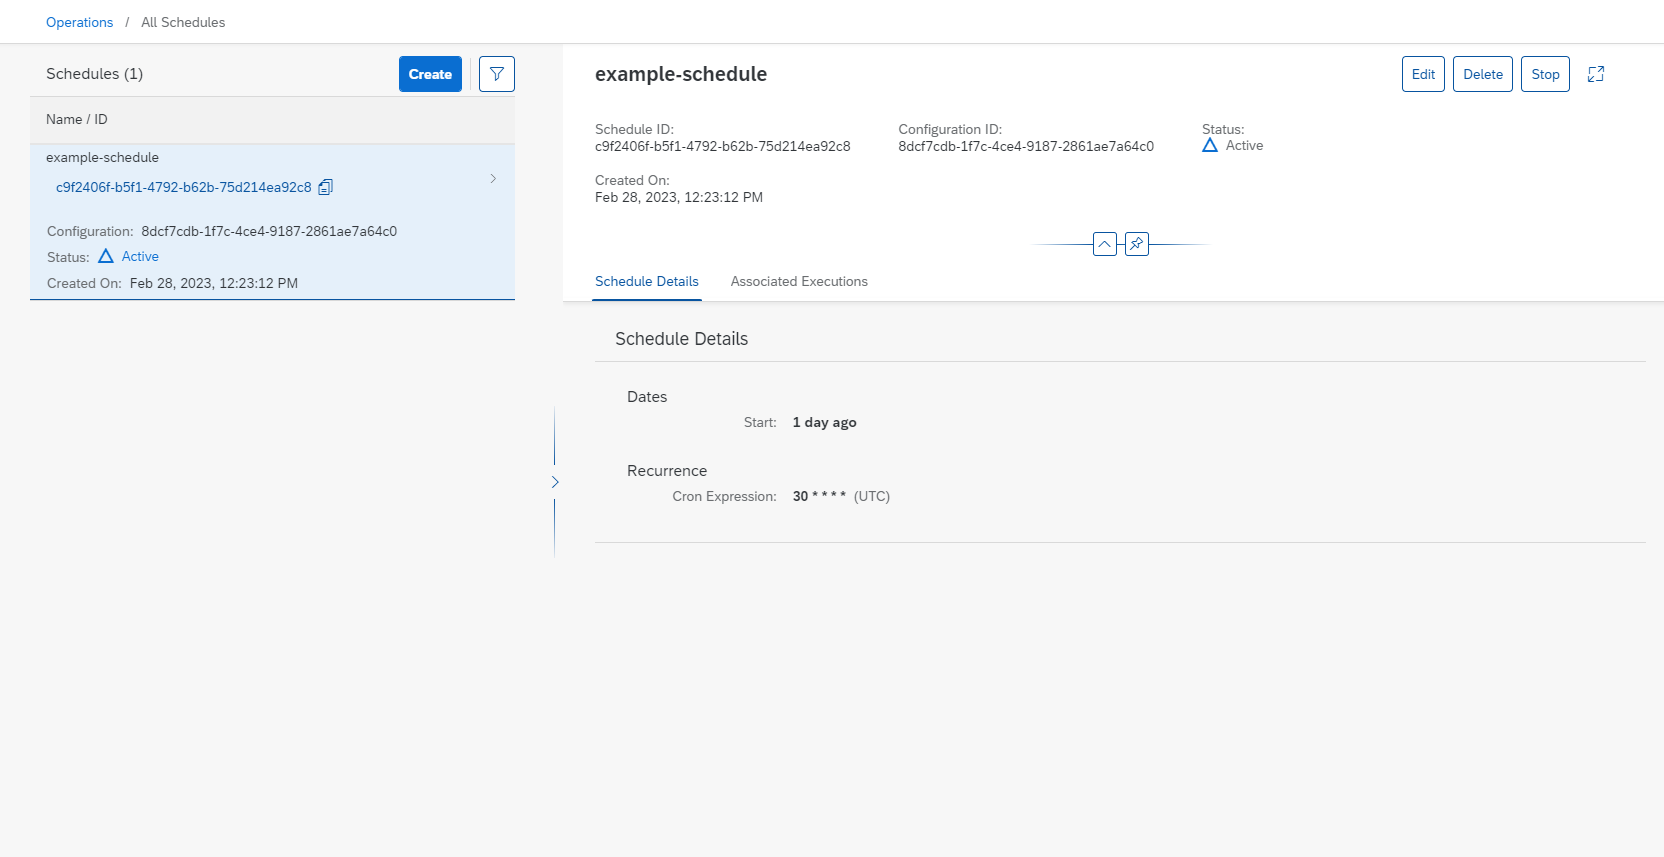 Operations / All Schedules
Schedules (1)
Create
Name / ID
example-schedule
c9f2406f-b5f1-4792-b62b-75d214ea92c8
Configuration: 8dcf7cdb-1f7c-4ce4-9187-2861ae7a64c0
Status: Active
Created On: Feb 28, 2023, 12:23:12 PM
example-schedule
Edit
Delete
Stop
Schedule ID:
c9f2406f-b5f1-4792-b62b-75d214ea92c8
Configuration ID:
8dcf7cdb-1f7c-4ce4-9187-2861ae7a64c0
Status:
Active
Created On:
Feb 28, 2023, 12:23:12 PM
Schedule Details
Associated Executions
Schedule Details
Dates
Start: 1 day ago
Recurrence
Cron Expression: 30 * * * * (UTC)